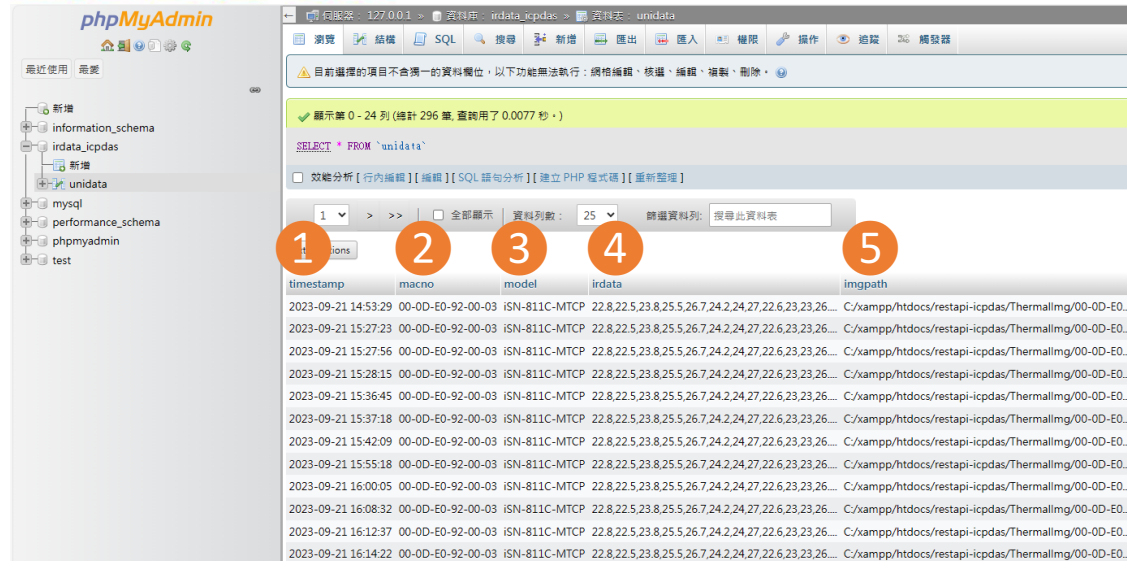 phpMyAdmin
最近使用 最愛
新增
information_schema
irdata_icpdas
新增
unidata
mysql
performance_schema
phpmyadmin
test
← 伺服器: 127.0.0.1 » 資料庫: irdata_icpdas » 資料表: unidata
瀏覽 結構 SQL 搜尋 新增 匯出 匯入 權限 操作 追蹤 觸發器
目前選擇的項目不含獨一的資料欄位,以下功能無法執行:網格編輯、核選、編輯、複製、刪除。
顯示第 0 - 24 列 (總計 296 筆, 查詢用了 0.0077 秒。)
SELECT * FROM `unidata`
效能分析 [ 行內編輯 ] [ 編輯 ] [ SQL 語句分析 ] [ 建立 PHP 程式碼 ] [ 重新整理 ]
1 > >> 全部顯示 資料列數: 25 篩選資料列: 搜尋此資料表
1 2 3 4 5
ions
timestamp macno model irdata imgpath
2023-09-21 14:53:29 00-0D-E0-92-00-03 iSN-811C-MTCP 22.8,22.5,23.8,25.5,26.7,24.2,24,27,22.6,23,23,26.... C:/xampp/htdocs/restapi-icpdas/ThermalImg/00-0D-E0...
2023-09-21 15:27:23 00-0D-E0-92-00-03 iSN-811C-MTCP 22.8,22.5,23.8,25.5,26.7,24.2,24,27,22.6,23,23,26.... C:/xampp/htdocs/restapi-icpdas/ThermalImg/00-0D-E0...
2023-09-21 15:27:56 00-0D-E0-92-00-03 iSN-811C-MTCP 22.8,22.5,23.8,25.5,26.7,24.2,24,27,22.6,23,23,26.... C:/xampp/htdocs/restapi-icpdas/ThermalImg/00-0D-E0...
2023-09-21 15:28:15 00-0D-E0-92-00-03 iSN-811C-MTCP 22.8,22.5,23.8,25.5,26.7,24.2,24,27,22.6,23,23,26.... C:/xampp/htdocs/restapi-icpdas/ThermalImg/00-0D-E0...
2023-09-21 15:36:45 00-0D-E0-92-00-03 iSN-811C-MTCP 22.8,22.5,23.8,25.5,26.7,24.2,24,27,22.6,23,23,26.... C:/xampp/htdocs/restapi-icpdas/ThermalImg/00-0D-E0...
2023-09-21 15:37:18 00-0D-E0-92-00-03 iSN-811C-MTCP 22.8,22.5,23.8,25.5,26.7,24.2,24,27,22.6,23,23,26.... C:/xampp/htdocs/restapi-icpdas/ThermalImg/00-0D-E0...
2023-09-21 15:42:09 00-0D-E0-92-00-03 iSN-811C-MTCP 22.8,22.5,23.8,25.5,26.7,24.2,24,27,22.6,23,23,26.... C:/xampp/htdocs/restapi-icpdas/ThermalImg/00-0D-E0...
2023-09-21 15:55:18 00-0D-E0-92-00-03 iSN-811C-MTCP 22.8,22.5,23.8,25.5,26.7,24.2,24,27,22.6,23,23,26.... C:/xampp/htdocs/restapi-icpdas/ThermalImg/00-0D-E0...
2023-09-21 16:00:05 00-0D-E0-92-00-03 iSN-811C-MTCP 22.8,22.5,23.8,25.5,26.7,24.2,24,27,22.6,23,23,26.... C:/xampp/htdocs/restapi-icpdas/ThermalImg/00-0D-E0...
2023-09-21 16:08:32 00-0D-E0-92-00-03 iSN-811C-MTCP 22.8,22.5,23.8,25.5,26.7,24.2,24,27,22.6,23,23,26.... C:/xampp/htdocs/restapi-icpdas/ThermalImg/00-0D-E0...
2023-09-21 16:12:37 00-0D-E0-92-00-03 iSN-811C-MTCP 22.8,22.5,23.8,25.5,26.7,24.2,24,27,22.6,23,23,26.... C:/xampp/htdocs/restapi-icpdas/ThermalImg/00-0D-E0...
2023-09-21 16:14:22 00-0D-E0-92-00-03 iSN-811C-MTCP 22.8,22.5,23.8,25.5,26.7,24.2,24,27,22.6,23,23,26.... C:/xampp/htdocs/restapi-icpdas/ThermalImg/00-0D-E0...